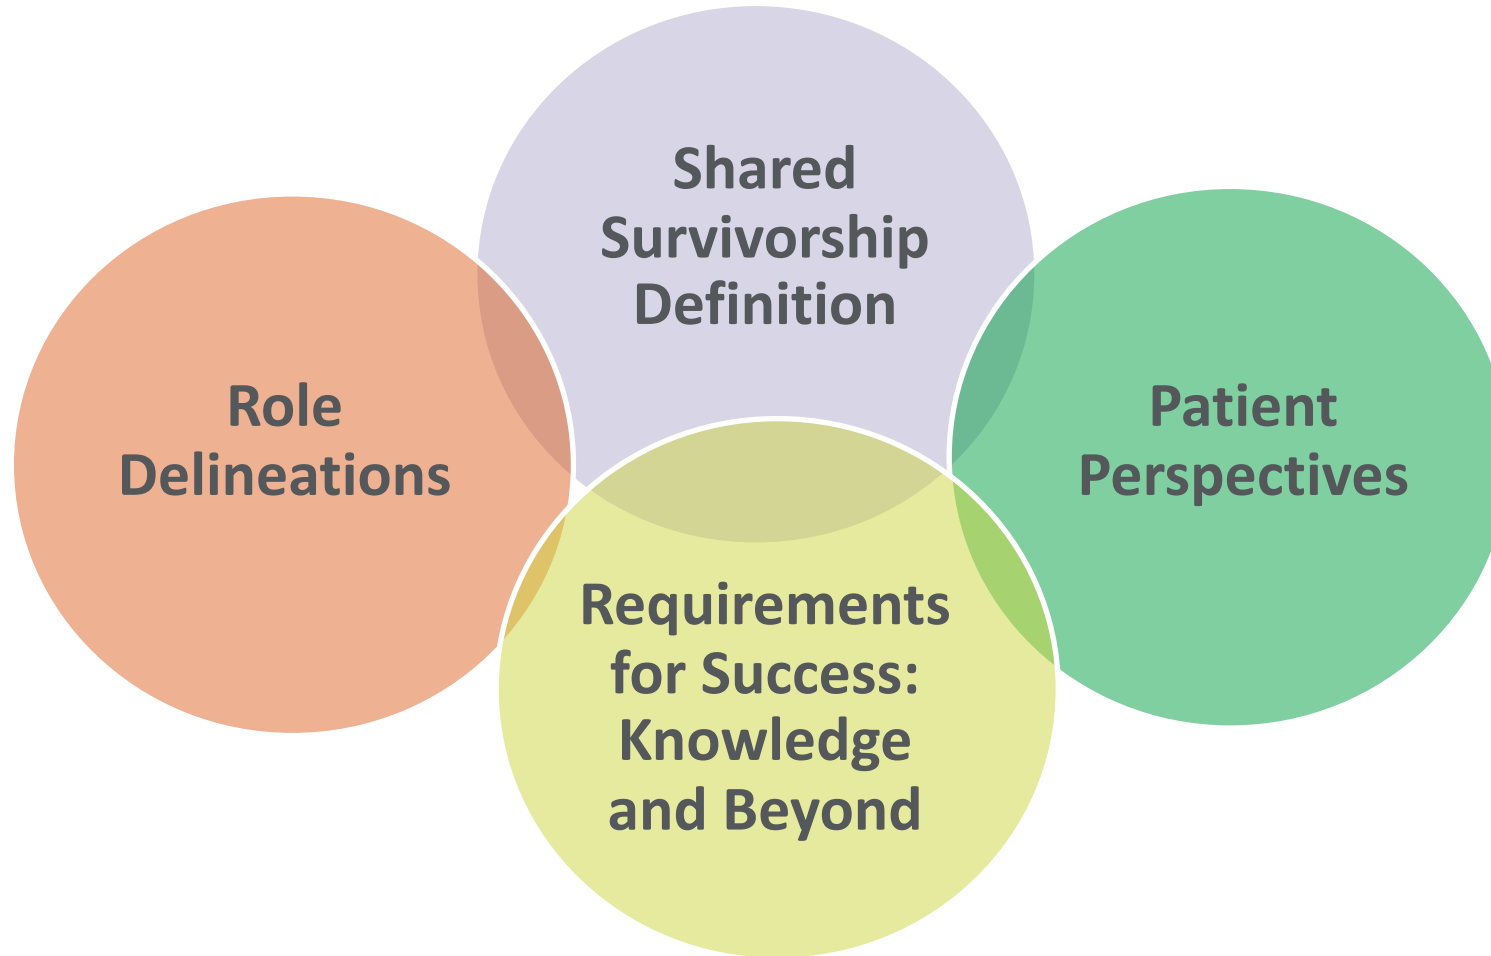 Shared
Survivorship
Definition
Role
Delineations
Patient
Perspectives
Requirements
for Success:
Knowledge
and Beyond